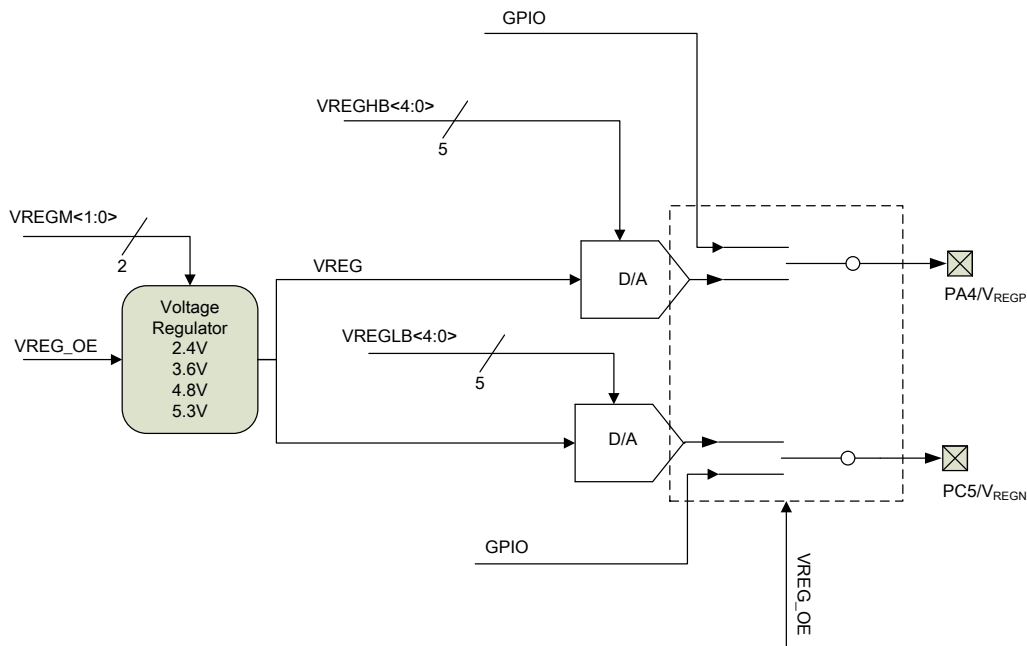 GPIO
VREGHB<4:0>
5
VREGM<1:0>
2
VREG
D/A
PA4/VREGP
Voltage
Regulator
2.4V
3.6V
4.8V
5.3V
VREG_OE
VREGLB<4:0>
5
D/A
PC5/VREGN
GPIO
VREG_OE